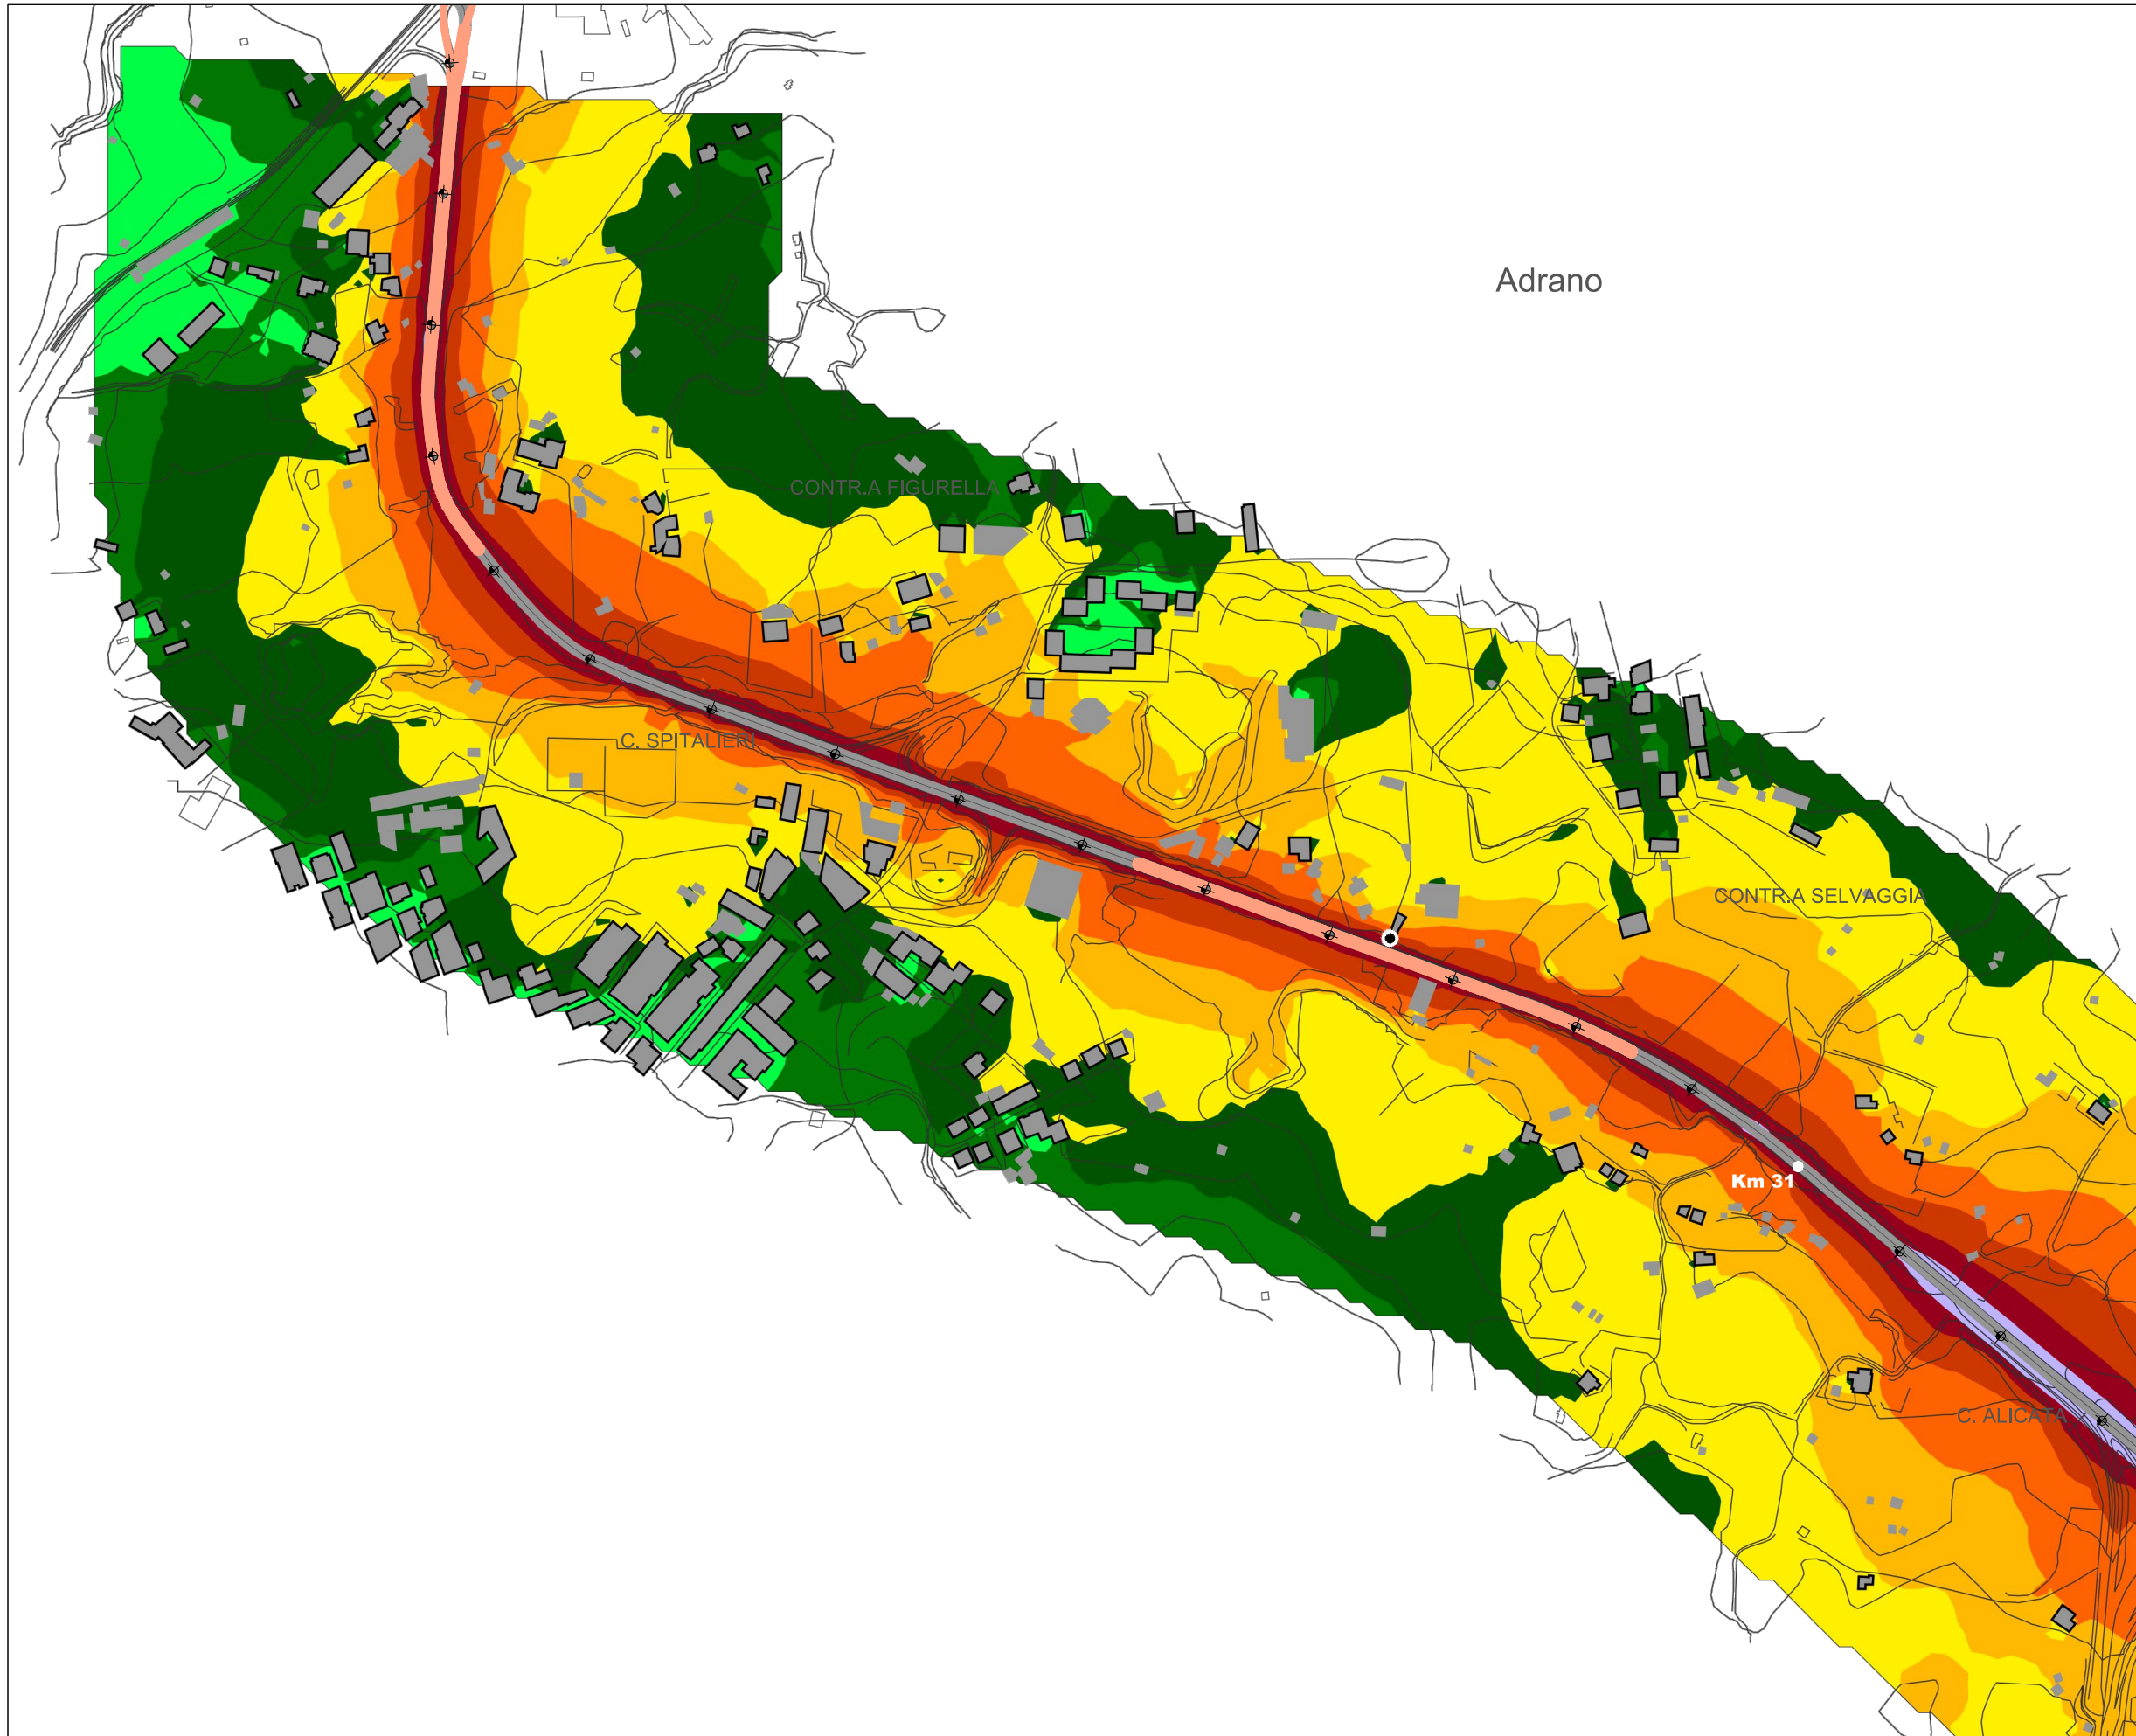 Adrano
CONTR.A FIGURELLA
C. SPITALIERI
CONTR.A SELVAGGIA
Km 31
C. ALICATA